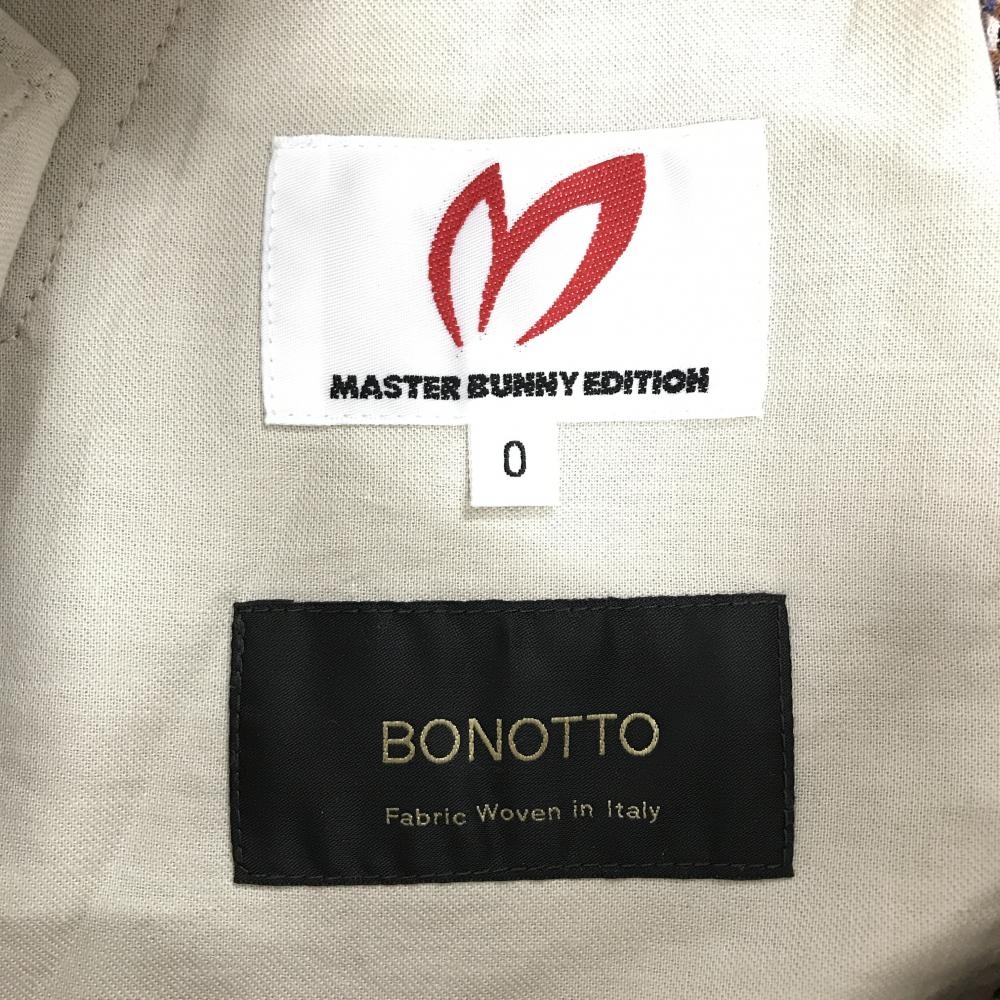 MASTER BUNNY EDITION
0
BONOTTO
Fabric Woven in Italy